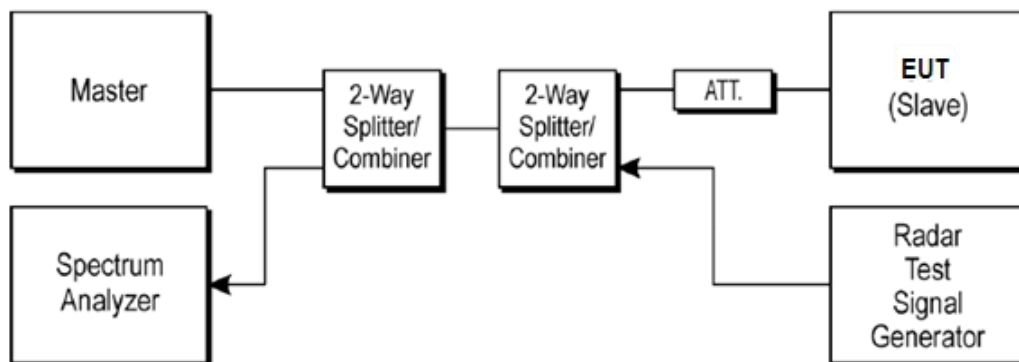 Master
2-Way
Splitter/
Combiner
2-Way
Splitter/
Combiner
ATT.
EUT
(Slave)
Spectrum
Analyzer
Radar
Test
Signal
Generator